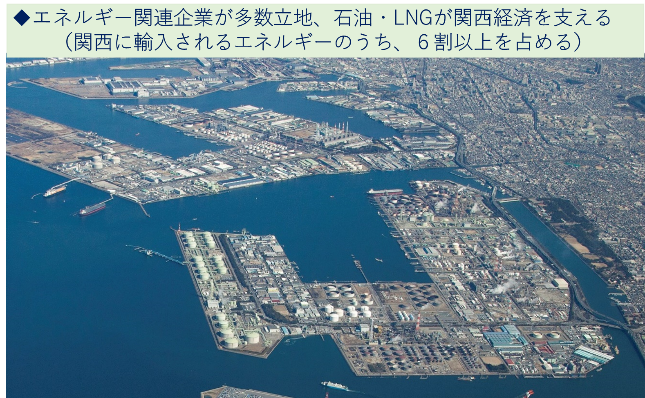 ◆エネルギー関連企業が多数立地、石油・LNGが関西経済を支える
（関西に輸入されるエネルギーのうち、６割以上を占める）